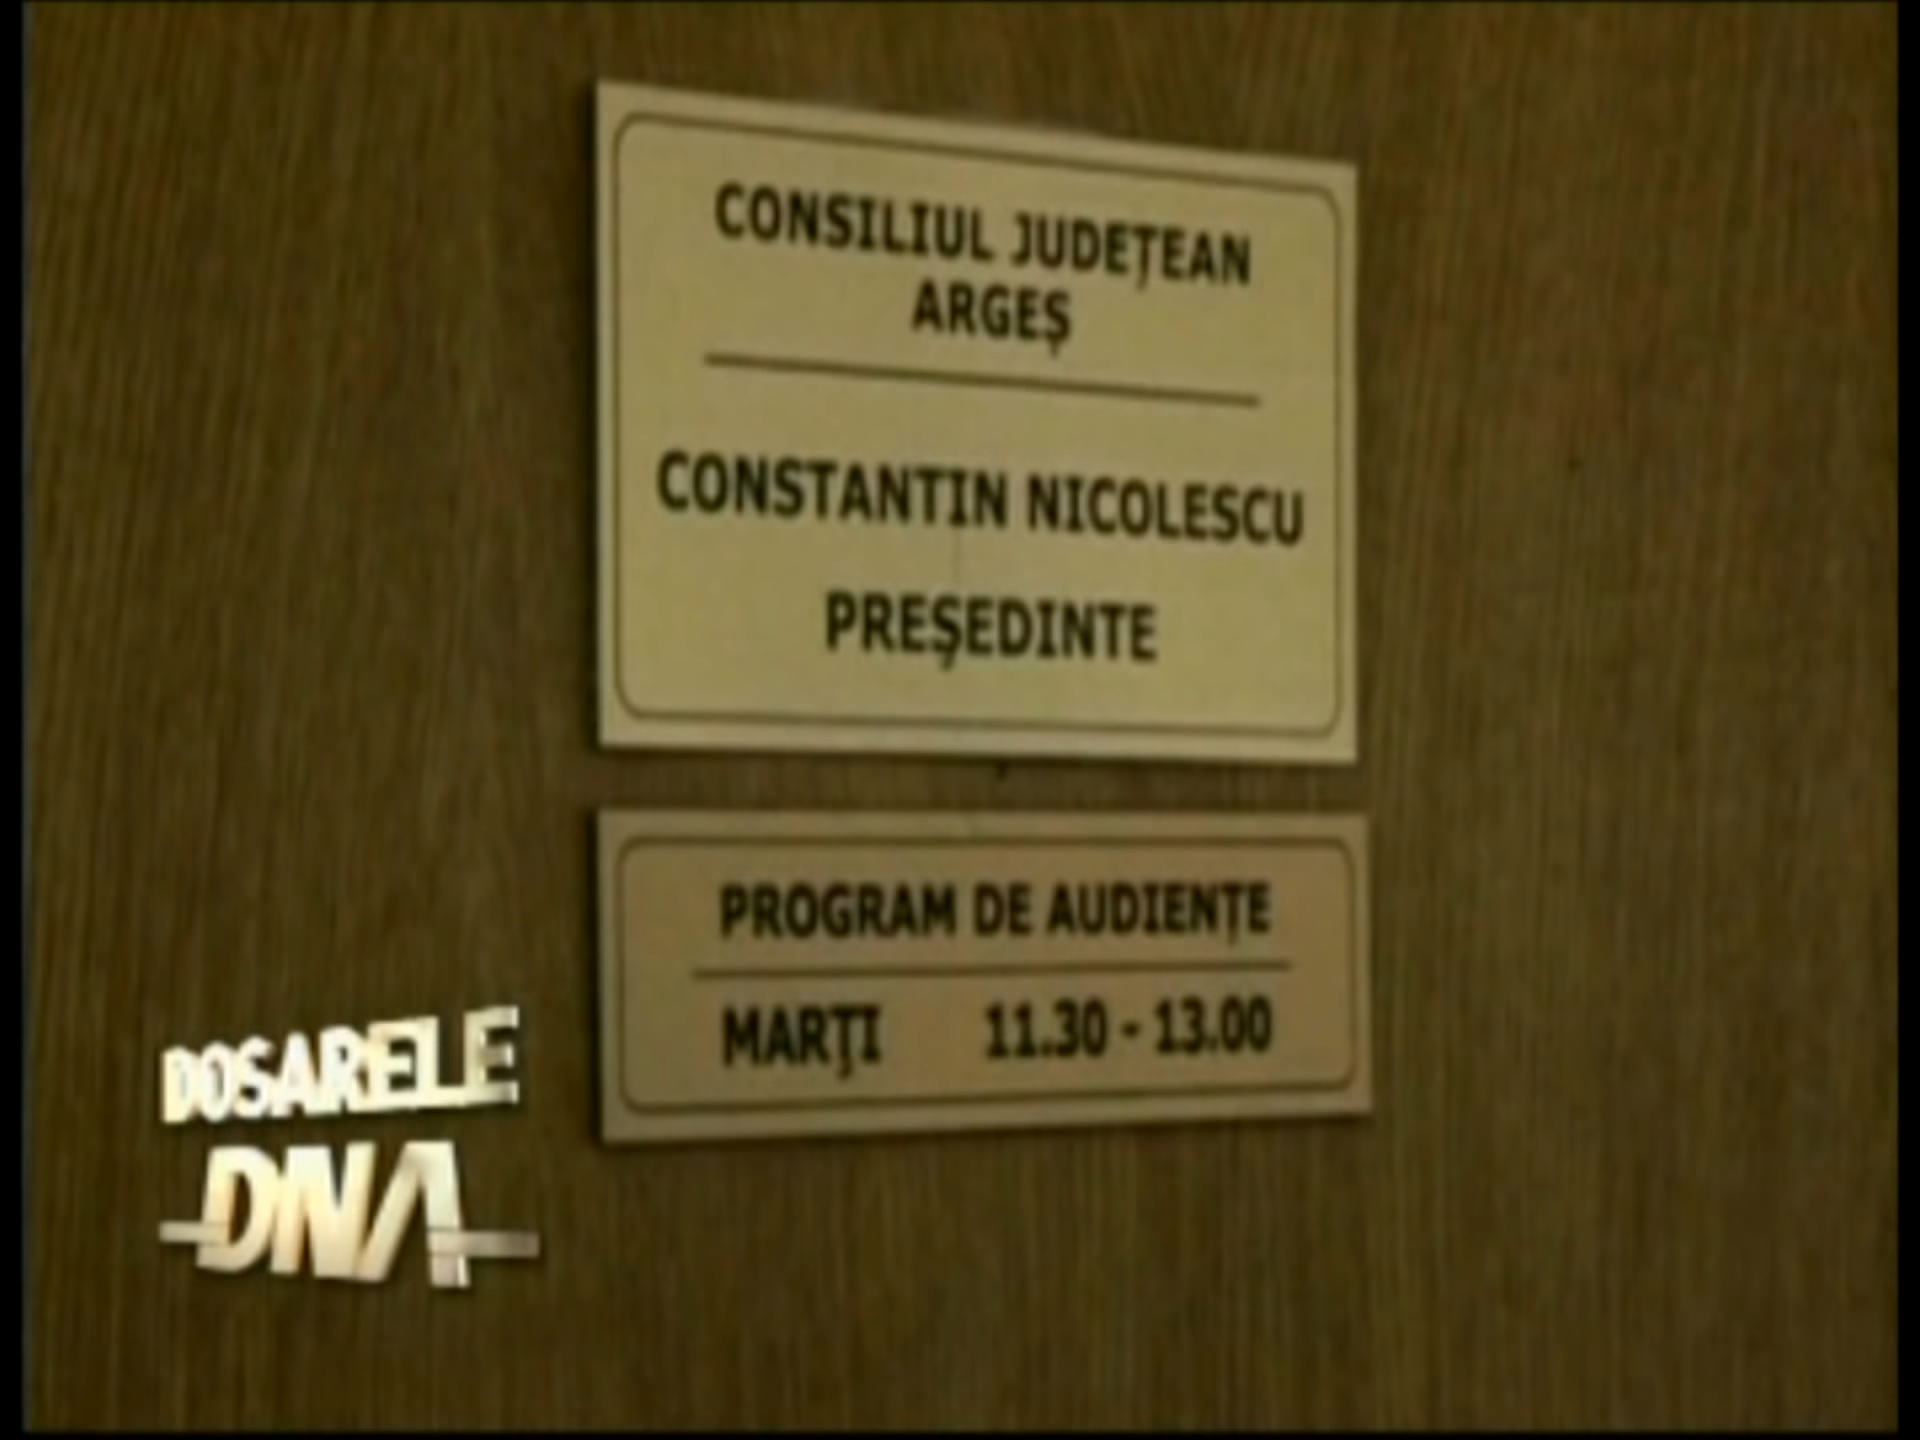 CONSILIUL JUDEȚEAN
ARGEȘ
CONSTANTIN NICOLESCU
PREȘEDINTE
PROGRAM DE AUDIENȚE
MARȚI 11.30 - 13.00
DOSARELE
DNA